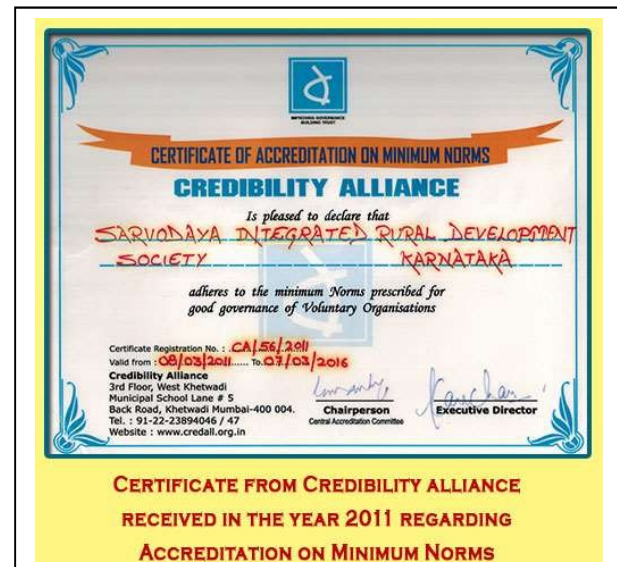 IMPROVING GOVERNANCE
BUILDING TRUST
CERTIFICATE OF ACCREDITATION ON MINIMUM NORMS
CREDIBILITY ALLIANCE
Is pleased to declare that
SARVODAYA INTEGRATED RURAL DEVELOPMENT
SOCIETY KARNATAKA
adheres to the minimum Norms prescribed for
good governance of Voluntary Organisations
Certificate Registration No. : CA/56/2011
Valid from : 08/03/2011...... To.07/03/2016
Credibility Alliance
3rd Floor, West Khetwadi
Municipal School Lane # 5
Back Road, Khetwadi Mumbai-400 004.
Tel. : 91-22-23894046 / 47
Website : www.credall.org.in
Chairperson
Central Accreditation Committee
Executive Director
CERTIFICATE FROM CREDIBILITY ALLIANCE
RECEIVED IN THE YEAR 2011 REGARDING
ACCREDITATION ON MINIMUM NORMS